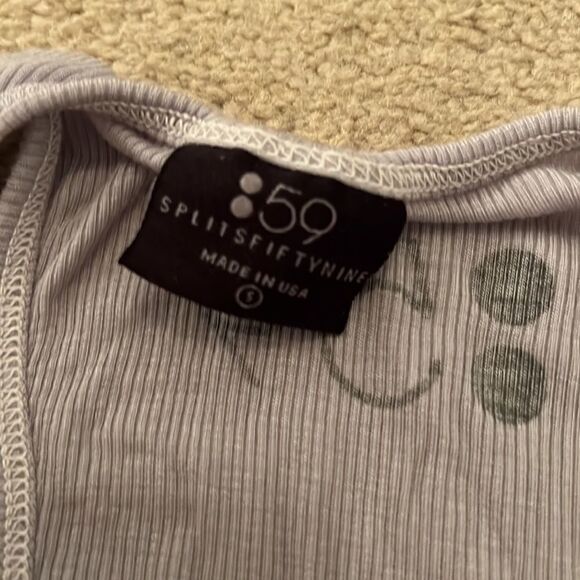 :59
SPLITSFIFTYNINE
MADE IN USA
S